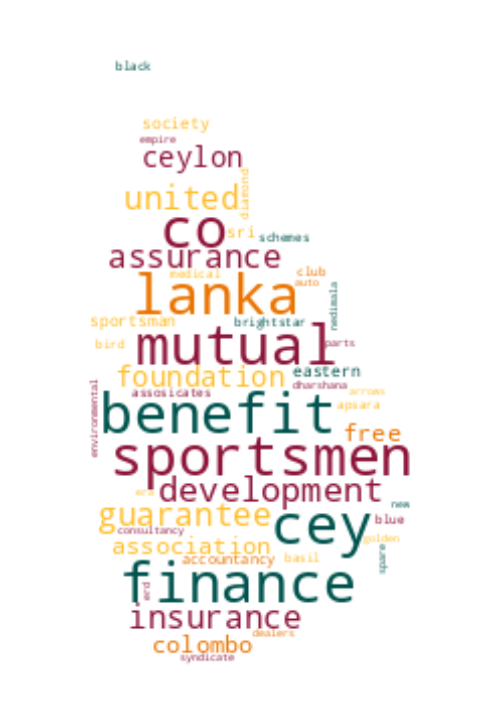 black
society
empire
ceylon
diamond
united
co
sri
schemes
assurance
medical
club
auto
lanka
nedimala
sportsman
brightstar
mutual
parts
bird
foundation
eastern
dharshana
environmental
assosicates
arrows
benefit
apsara
free
sportsmen
development
eca
new
guarantee
cey
blue
consultancy
golden
association
accountancy
basil
spare
finance
erd
insurance
dealers
colombo
syndicate